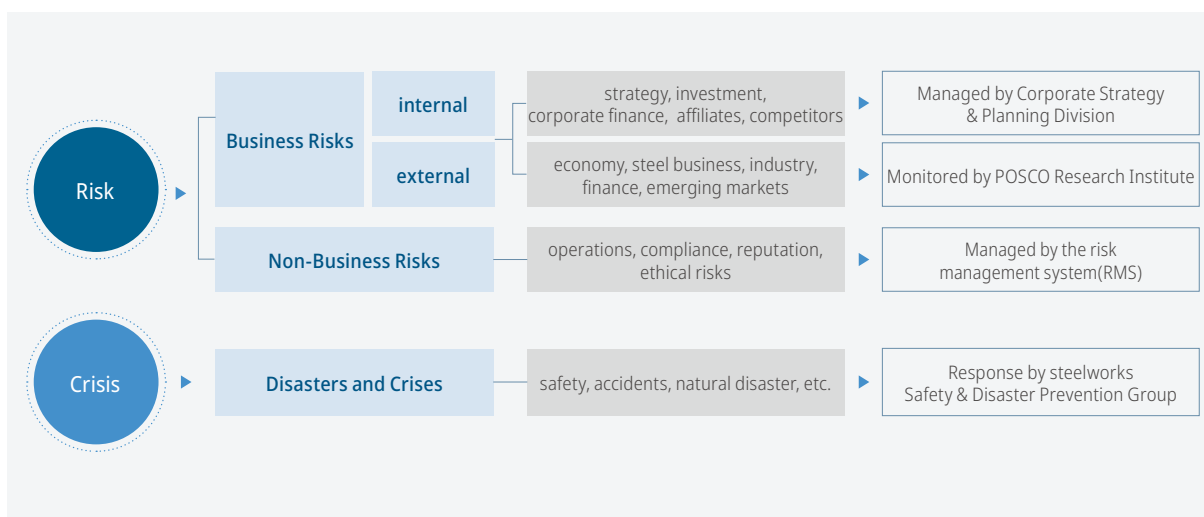 Risk
Business Risks
internal
external
strategy, investment,
corporate finance, affiliates, competitors
Managed by Corporate Strategy
& Planning Division
economy, steel business, industry,
finance, emerging markets
Monitored by POSCO Research Institute
Non-Business Risks
operations, compliance, reputation,
ethical risks
Managed by the risk
management system(RMS)
Crisis
Disasters and Crises
safety, accidents, natural disaster, etc.
Response by steelworks
Safety & Disaster Prevention Group